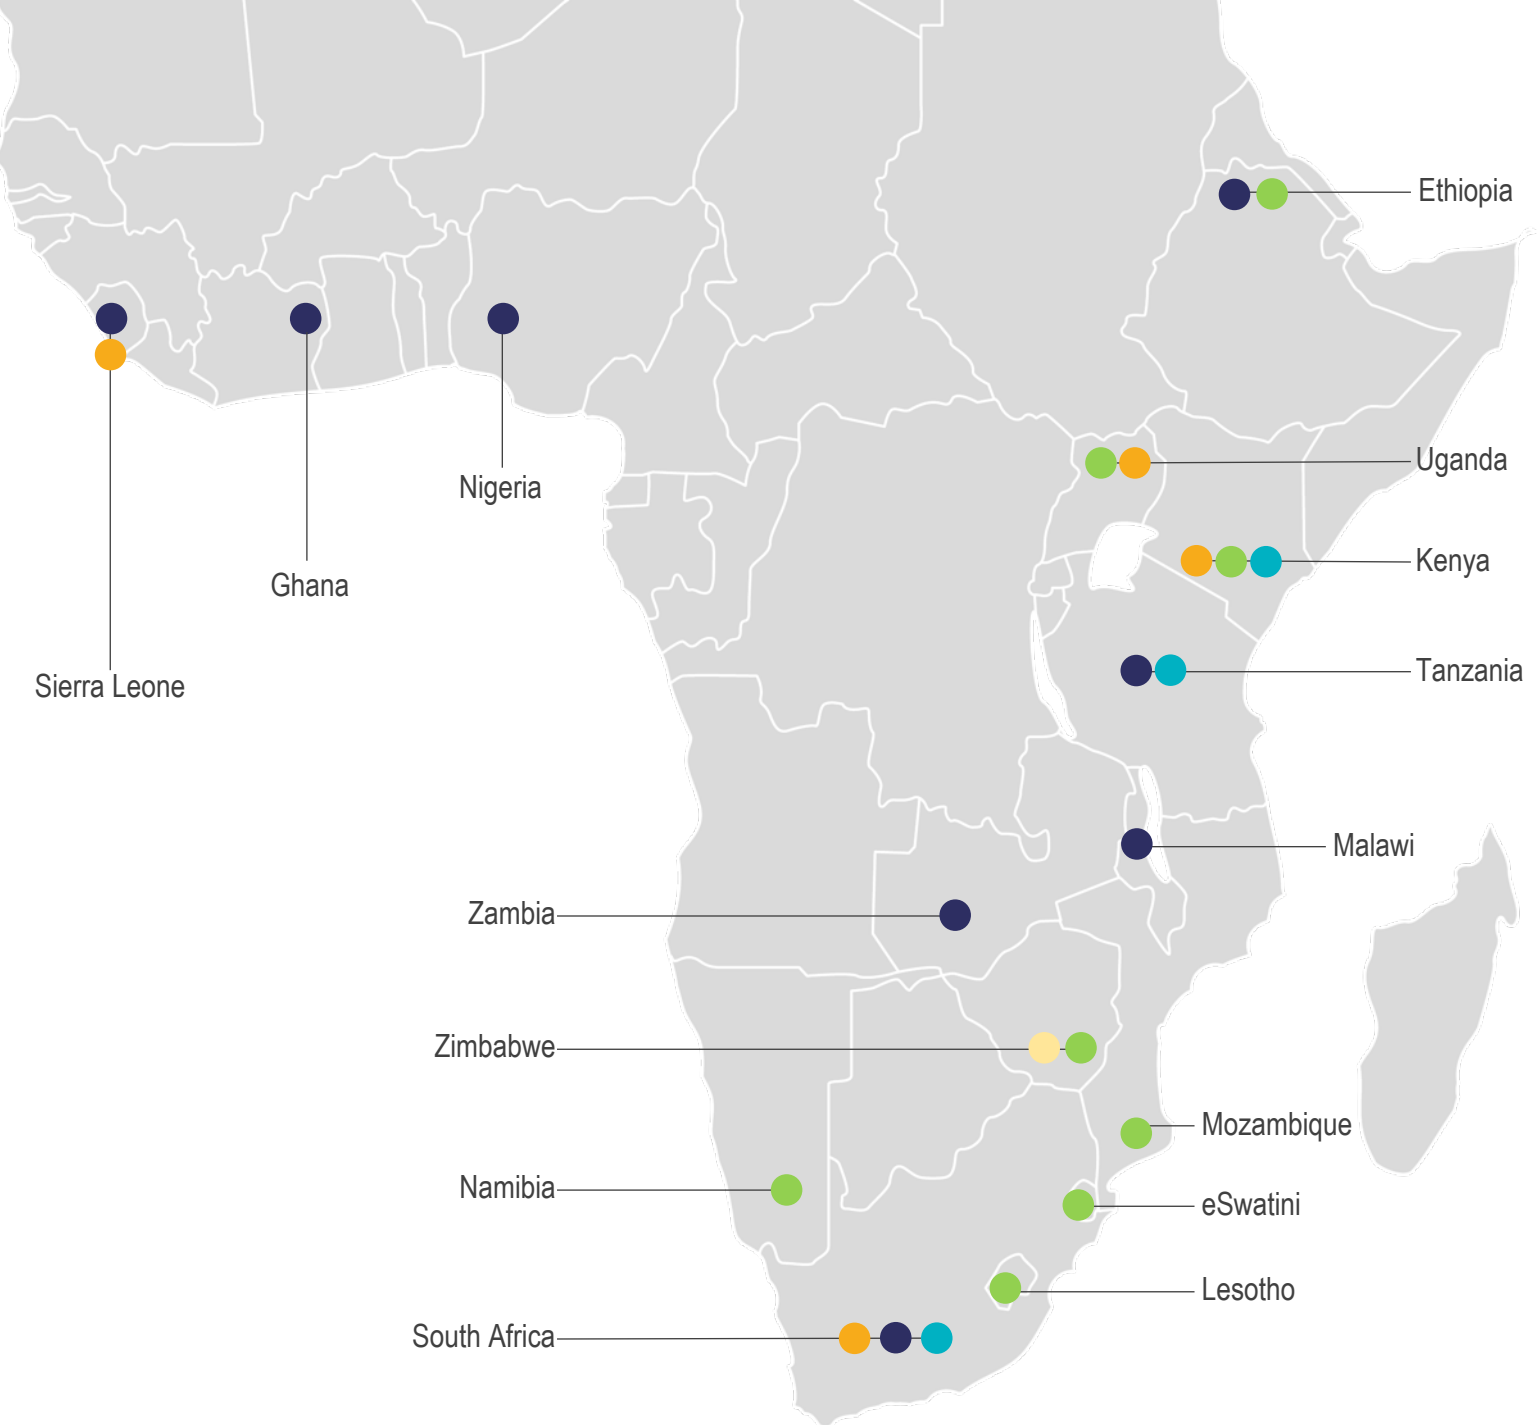 Ethiopia
Uganda
Nigeria
Kenya
Ghana
Tanzania
Sierra Leone
Malawi
Zambia
Zimbabwe
Mozambique
Namibia
eSwatini
Lesotho
South Africa